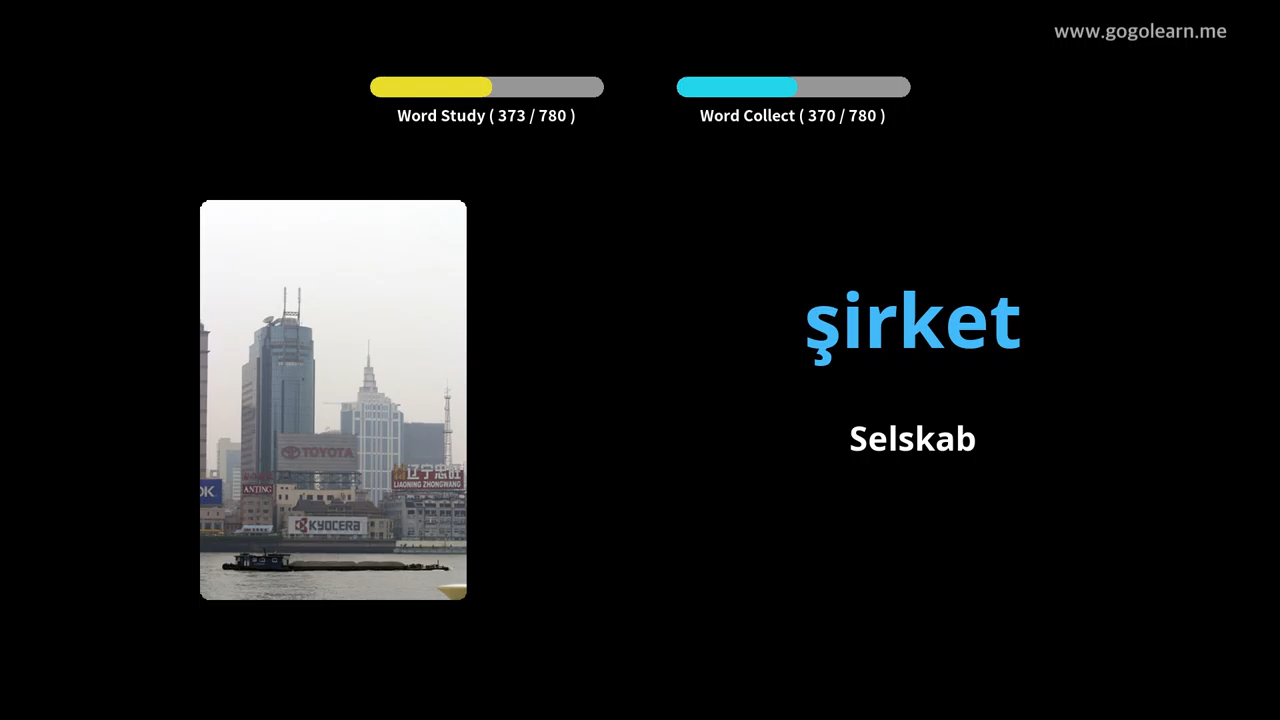 www.gogolearn.me
Word Study ( 373 / 780 )
Word Collect ( 370 / 780 )
şirket
Selskab
TOYOTA
辽宁忠旺
LIAONING ZHONGWANG
OK
ANTING
KYOCERA